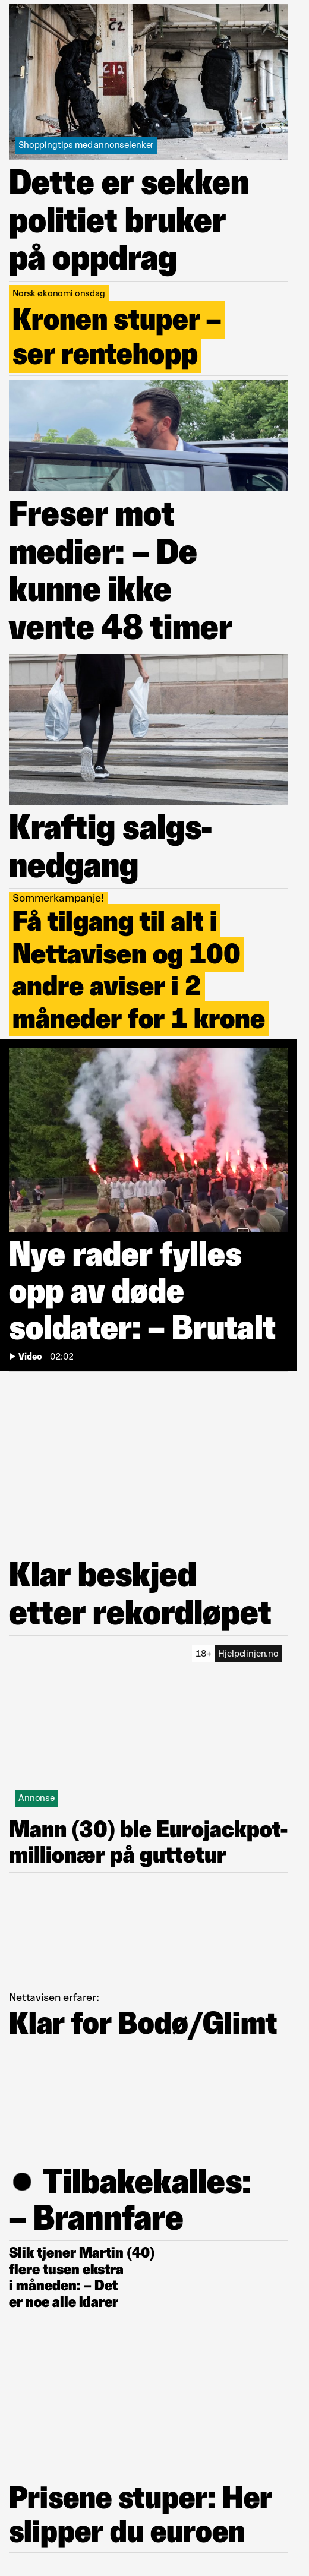 C2
B2
C12
Shoppingtips med annonselenker
Dette er sekken
politiet bruker
på oppdrag
Norsk økonomi onsdag
Kronen stuper –
ser rentehopp
Freser mot
medier: – De
kunne ikke
vente 48 timer
Kraftig salgs-
nedgang
Sommerkampanje!
Få tilgang til alt i
Nettavisen og 100
andre aviser i 2
måneder for 1 krone
Nye rader fylles
opp av døde
soldater: – Brutalt
Video | 02:02
Klar beskjed
etter rekordløpet
18+ Hjelpelinjen.no
Annonse
Mann (30) ble Eurojackpot-
millionær på guttetur
Nettavisen erfarer:
Klar for Bodø/Glimt
Tilbakekalles:
– Brannfare
Slik tjener Martin (40)
flere tusen ekstra
i måneden: – Det
er noe alle klarer
Prisene stuper: Her
slipper du euroen